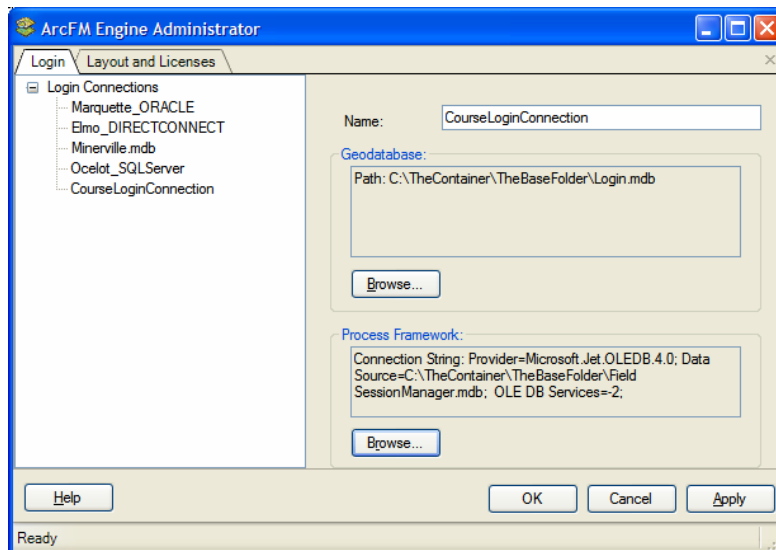 ArcFM Engine Administrator
Login
Layout and Licenses
Login Connections
Marquette_ORACLE
Elmo_DIRECTCONNECT
Minerville.mdb
Ocelot_SQLServer
CourseLoginConnection
Name:
CourseLoginConnection
Geodatabase:
Path: C:\TheContainer\TheBaseFolder\Login.mdb
Browse...
Process Framework:
Connection String: Provider=Microsoft.Jet.OLEDB.4.0; Data
Source=C:\TheContainer\TheBaseFolder\Field
SessionManager.mdb; OLE DB Services=-2;
Browse...
Help
OK
Cancel
Apply
Ready